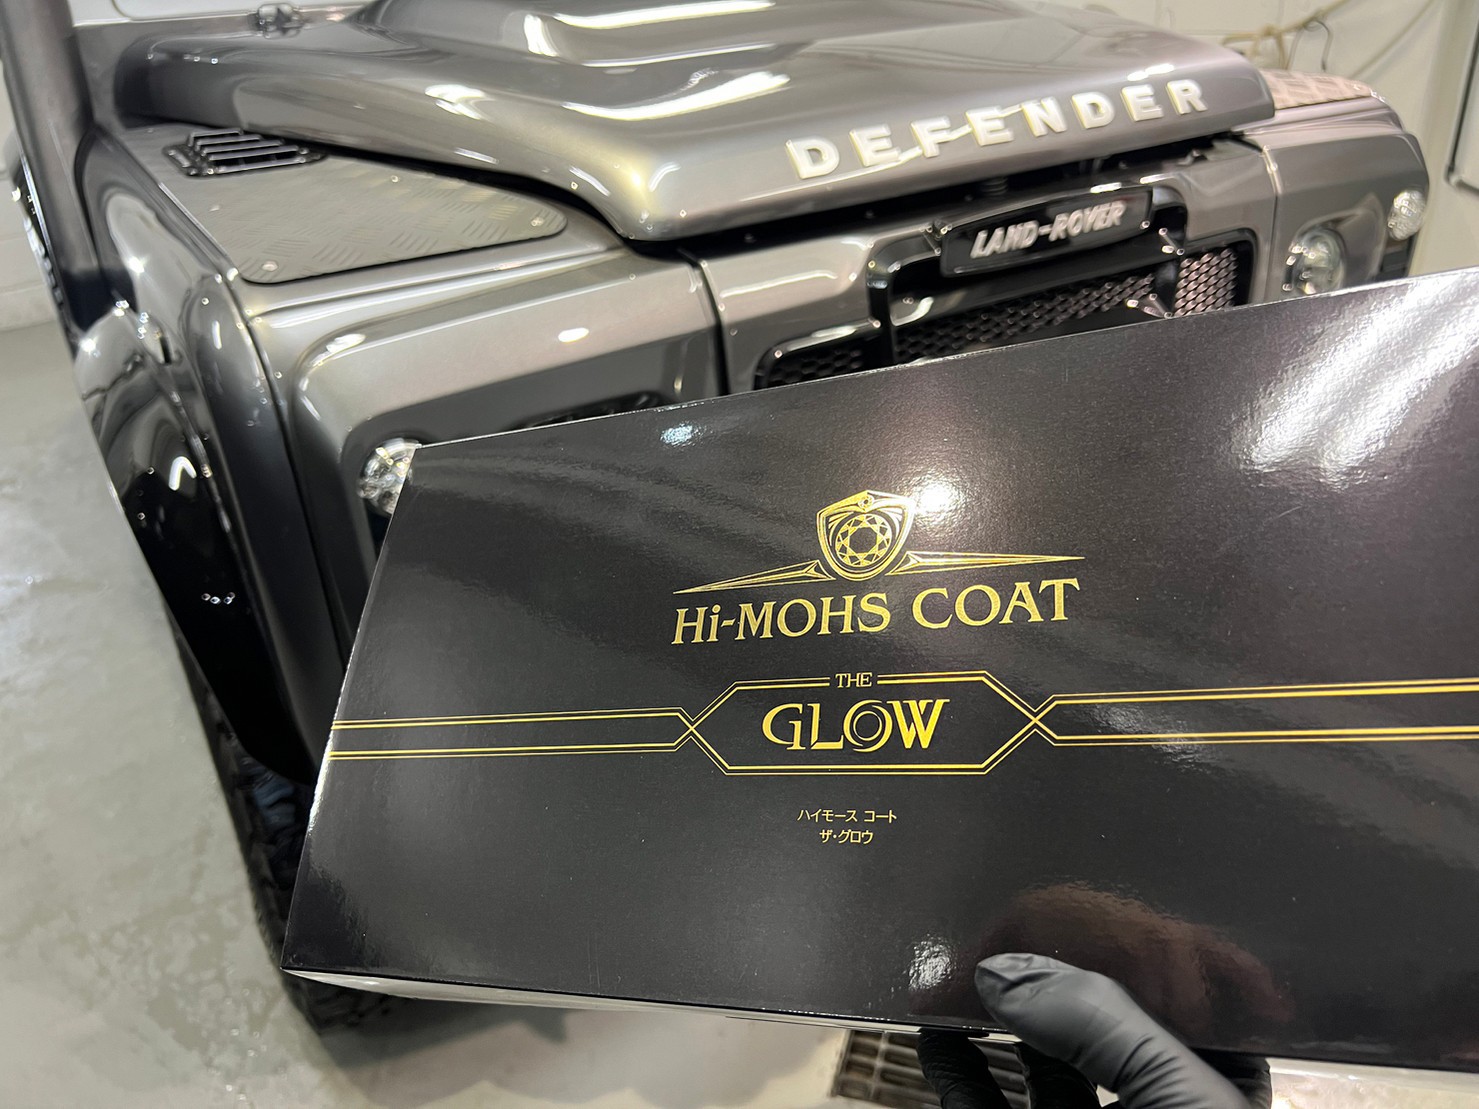 DEFENDER
LAND-ROVER
Hi-MOHS COAT
THE
GLOW
ハイモース コート
ザ・グロウ